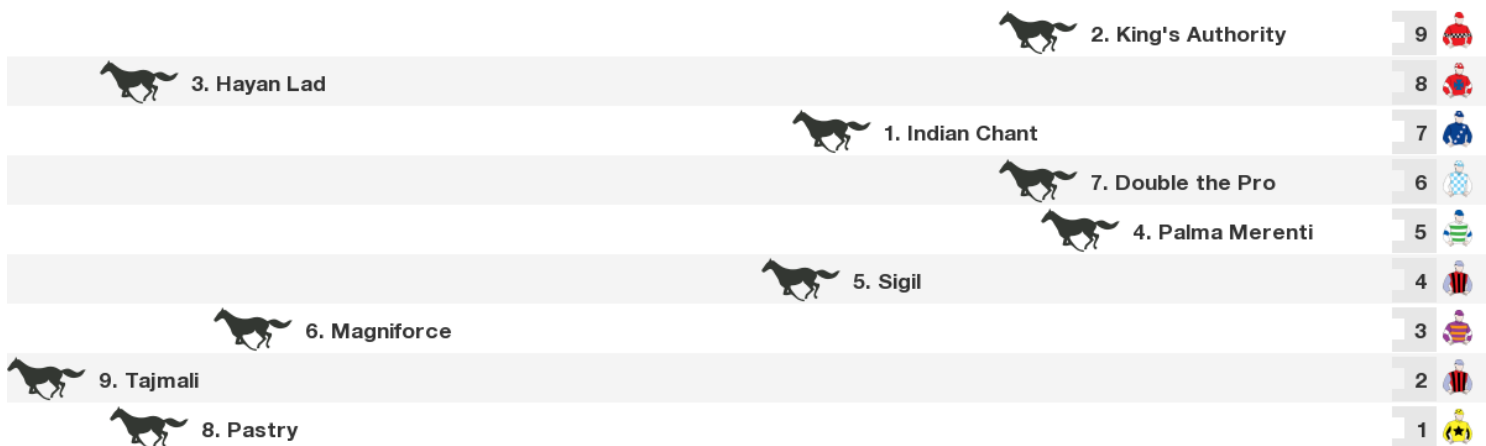 2. King's Authority 9
3. Hayan Lad 8
1. Indian Chant 7
7. Double the Pro 6
4. Palma Merenti 5
5. Sigil 4
6. Magniforce 3
9. Tajmali 2
8. Pastry 1